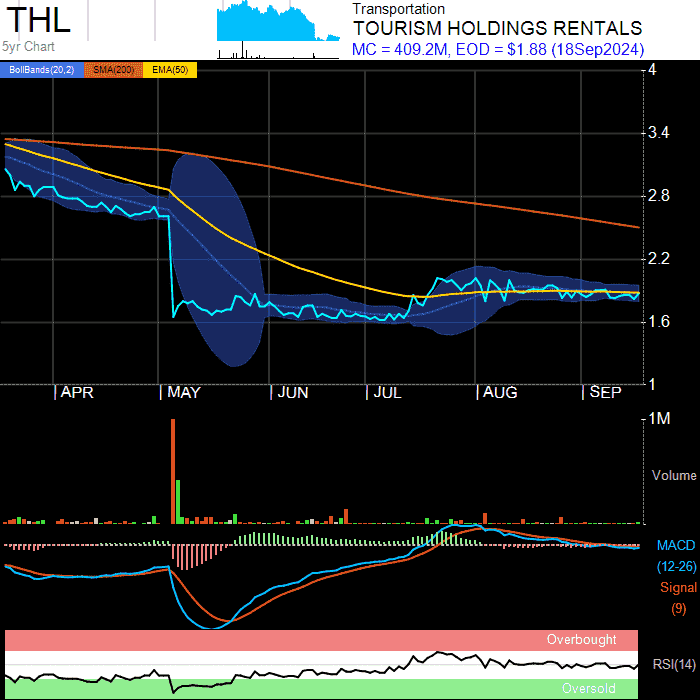 THL
5yr Chart
Transportation
TOURISM HOLDINGS RENTALS
MC = 409.2M, EOD = $1.88 (18Sep2024)
BollBands(20,2) SMA(200) EMA(50)
4
3.4
2.8
2.2
1.6
1
APR MAY JUN JUL AUG SEP
1M
Volume
MACD
(12-26)
Signal
(9)
Overbought
RSI(14)
Oversold